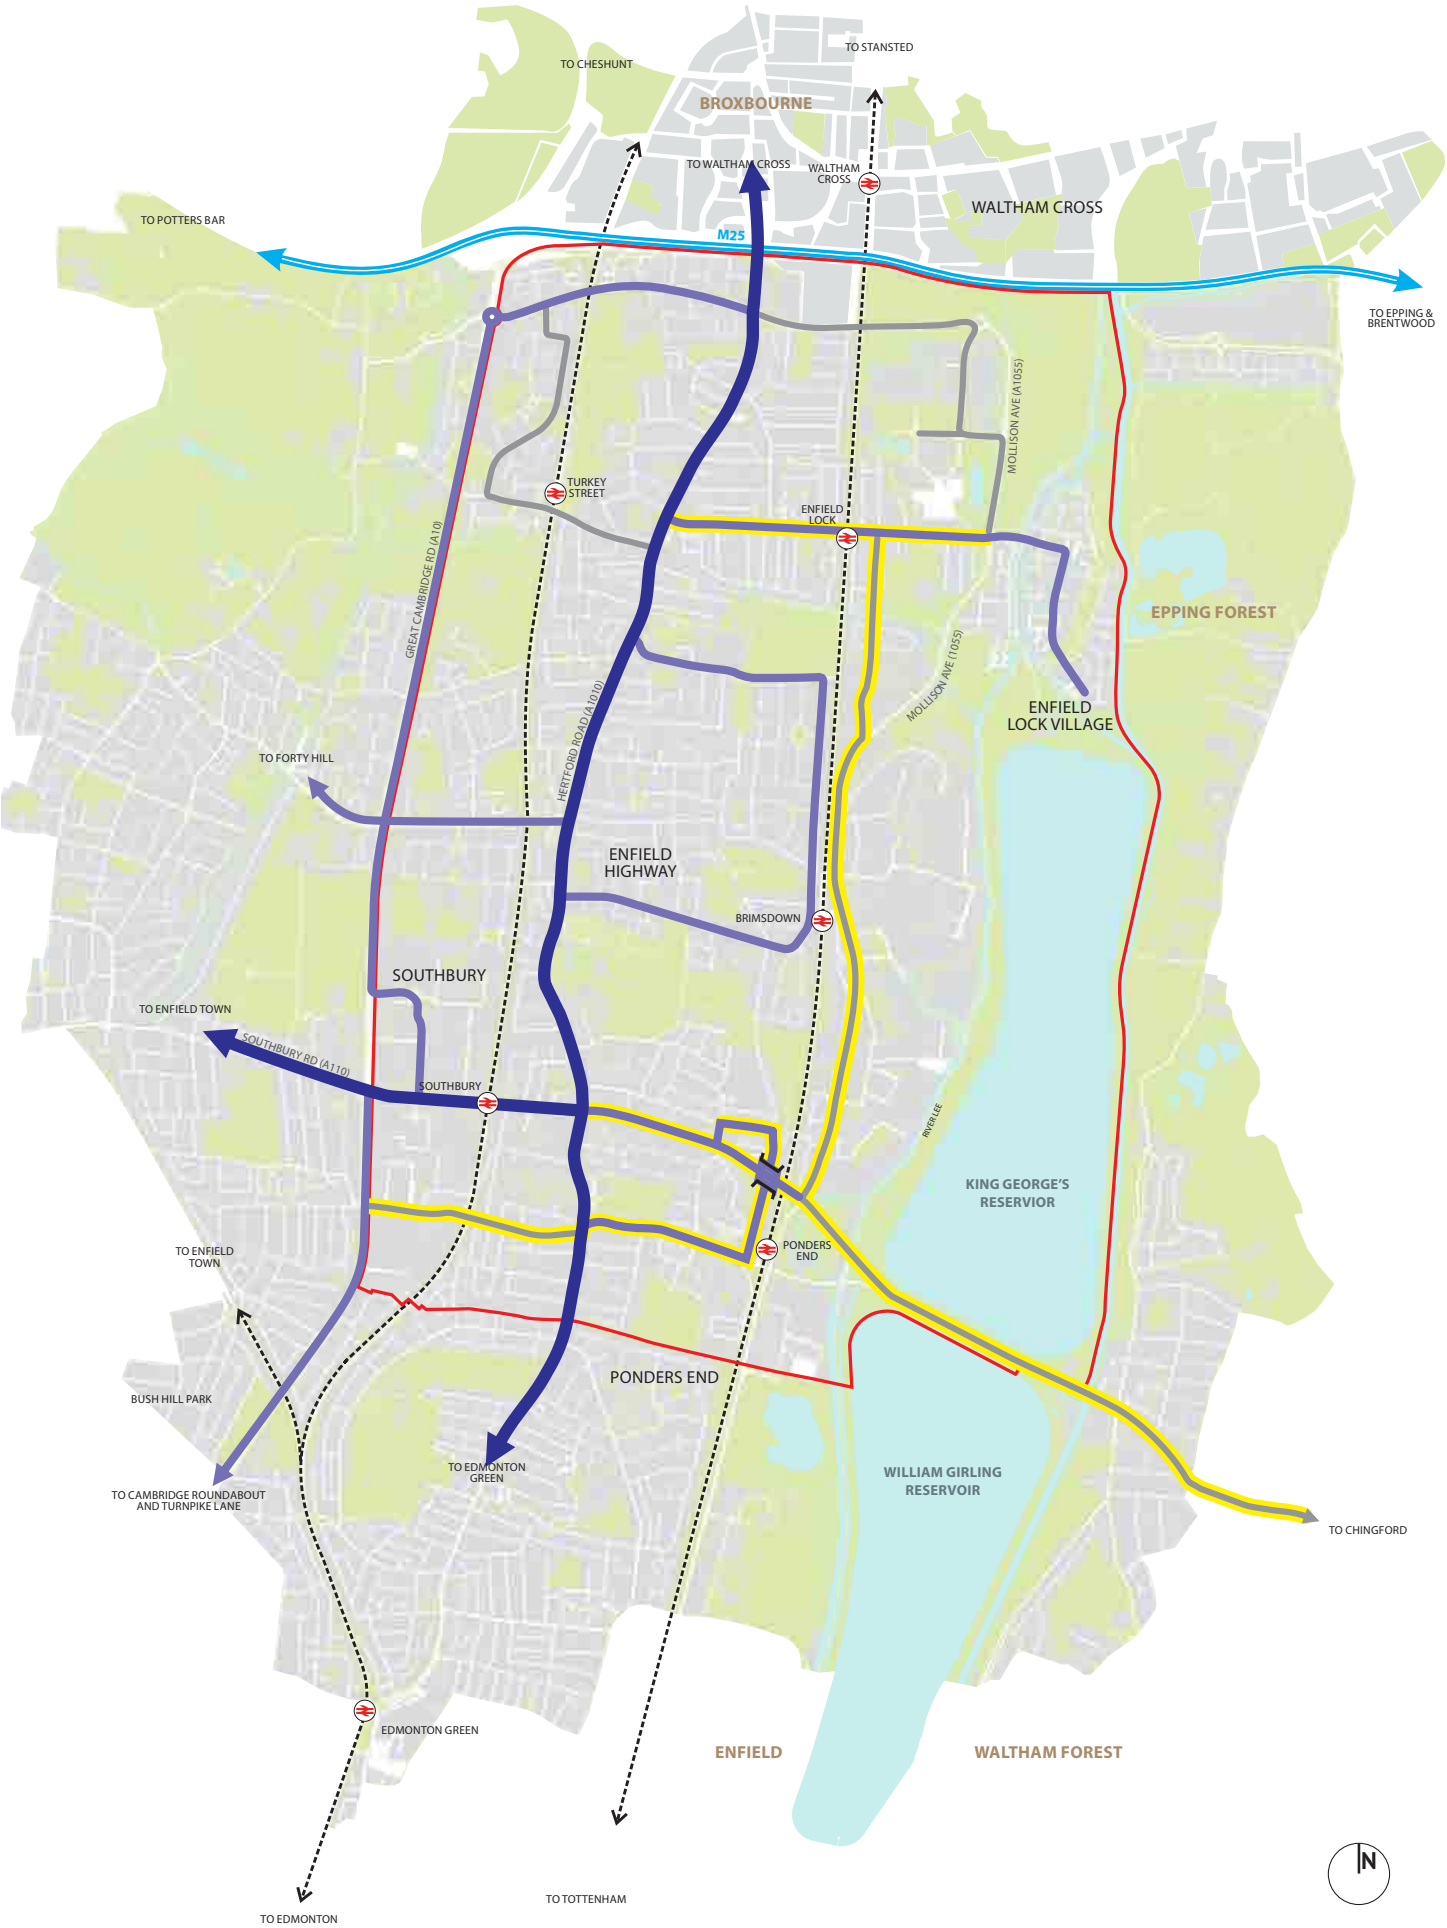 TO STANSTED
TO CHESHUNT
BROXBOURNE
TO WALTHAM CROSS
WALTHAM
CROSS
WALTHAM CROSS
TO POTTERS BAR
M25
TO EPPING &
BRENTWOOD
MOLLISON AVE (A1055)
TURKEY
STREET
ENFIELD
LOCK
GREAT CAMBRIDGE RD (A10)
EPPING FOREST
MOLLISON AVE (1055)
HERTFORD ROAD (A1010)
ENFIELD
LOCK VILLAGE
TO FORTY HILL
ENFIELD
HIGHWAY
BRIMSDOWN
SOUTHBURY
TO ENFIELD TOWN
SOUTHBURY RD (A110)
SOUTHBURY
RIVER LEE
KING GEORGE'S
RESERVIOR
TO ENFIELD
TOWN
PONDERS
END
PONDERS END
BUSH HILL PARK
TO EDMONTON
GREEN
WILLIAM GIRLING
RESERVOIR
TO CAMBRIDGE ROUNDABOUT
AND TURNPIKE LANE
TO CHINGFORD
EDMONTON GREEN
ENFIELD
WALTHAM FOREST
N
TO TOTTENHAM
TO EDMONTON